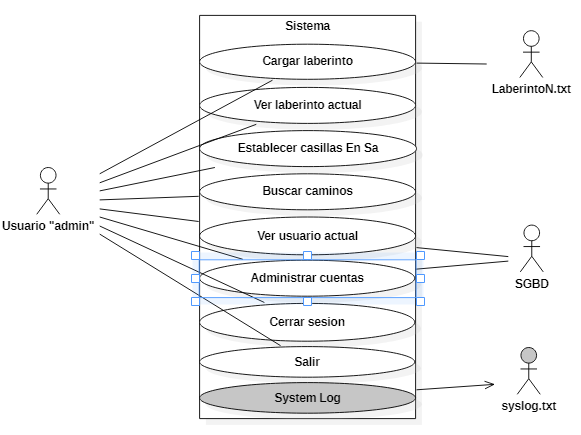 Sistema
Cargar laberinto
LaberintoN.txt
Ver laberinto actual
Establecer casillas En Sa
Buscar caminos
Usuario "admin"
Ver usuario actual
Administrar cuentas
SGBD
Cerrar sesion
Salir
System Log
syslog.txt